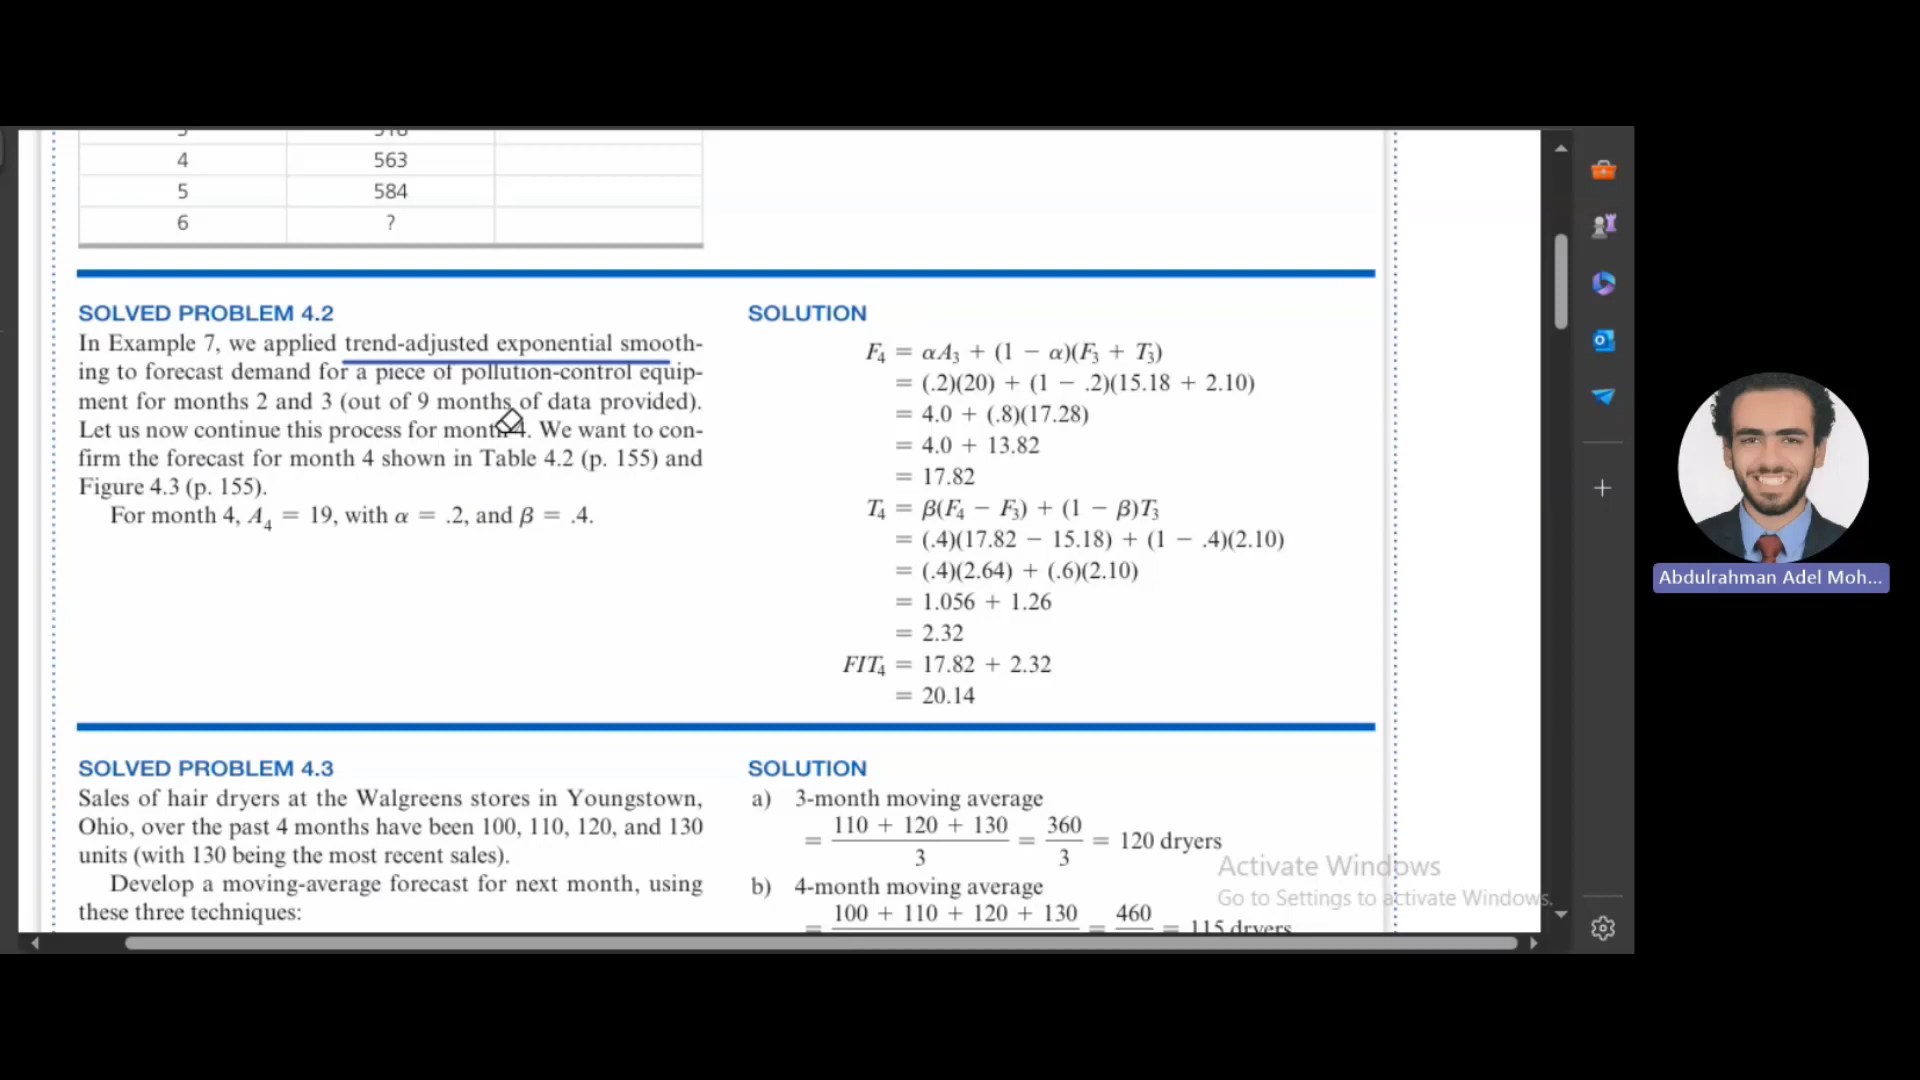 4 563
5 584
6 ?
SOLVED PROBLEM 4.2
In Example 7, we applied trend-adjusted exponential smooth-
ing to forecast demand for a piece of pollution-control equip-
ment for months 2 and 3 (out of 9 months of data provided).
Let us now continue this process for month 4. We want to con-
firm the forecast for month 4 shown in Table 4.2 (p. 155) and
Figure 4.3 (p. 155).
For month 4, A₄ = 19, with α = .2, and β = .4.
SOLUTION
F₄ = αA₃ + (1 − α)(F₃ + T₃)
= (.2)(20) + (1 − .2)(15.18 + 2.10)
= 4.0 + (.8)(17.28)
= 4.0 + 13.82
= 17.82
T₄ = β(F₄ − F₃) + (1 − β)T₃
= (.4)(17.82 − 15.18) + (1 − .4)(2.10)
= (.4)(2.64) + (.6)(2.10)
= 1.056 + 1.26
= 2.32
FIT₄ = 17.82 + 2.32
= 20.14
SOLVED PROBLEM 4.3
Sales of hair dryers at the Walgreens stores in Youngstown,
Ohio, over the past 4 months have been 100, 110, 120, and 130
units (with 130 being the most recent sales).
Develop a moving-average forecast for next month, using
these three techniques:
SOLUTION
a) 3-month moving average
= (110 + 120 + 130)/3 = 360/3 = 120 dryers
b) 4-month moving average
100 + 110 + 120 + 130 = 460 = 115 dryers
Activate Windows
Go to Settings to activate Windows.
Abdulrahman Adel Moh...